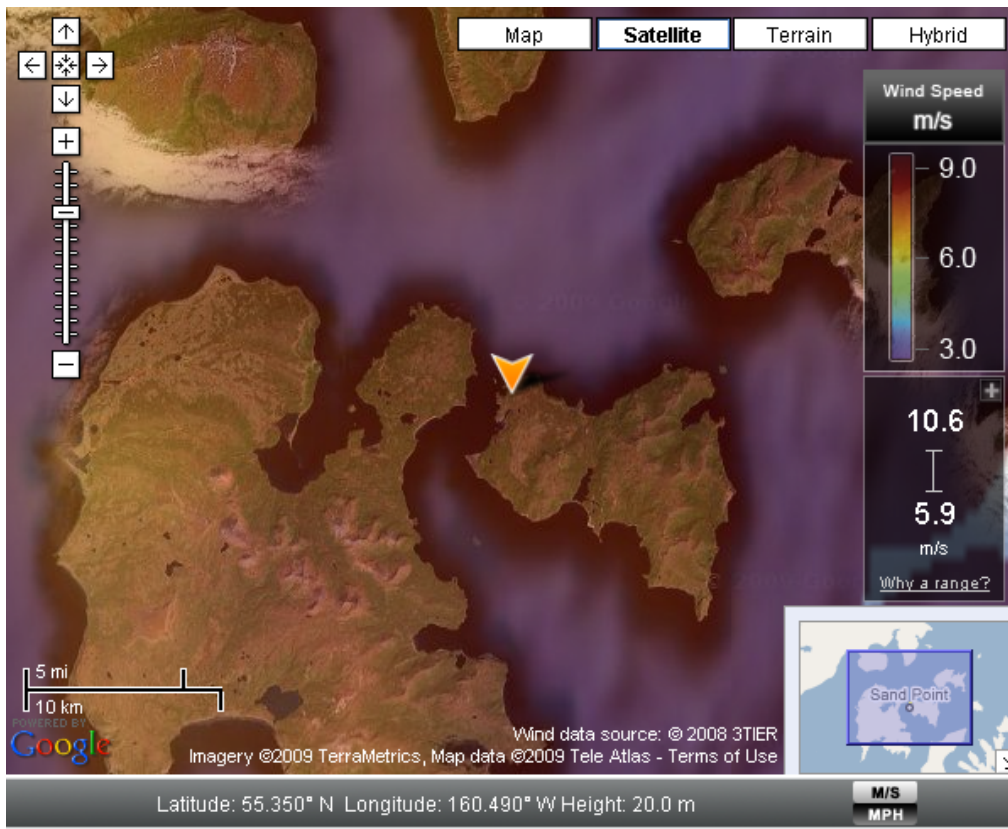 Map Satellite Terrain Hybrid
Wind Speed
m/s
9.0
6.0
3.0
10.6
5.9
m/s
Why a range?
5 mi
10 km
POWERED BY
Google
Sand Point
Wind data source: © 2008 3TIER
Imagery ©2009 TerraMetrics, Map data ©2009 Tele Atlas - Terms of Use
Latitude: 55.350° N Longitude: 160.490° W Height: 20.0 m
M/S
MPH